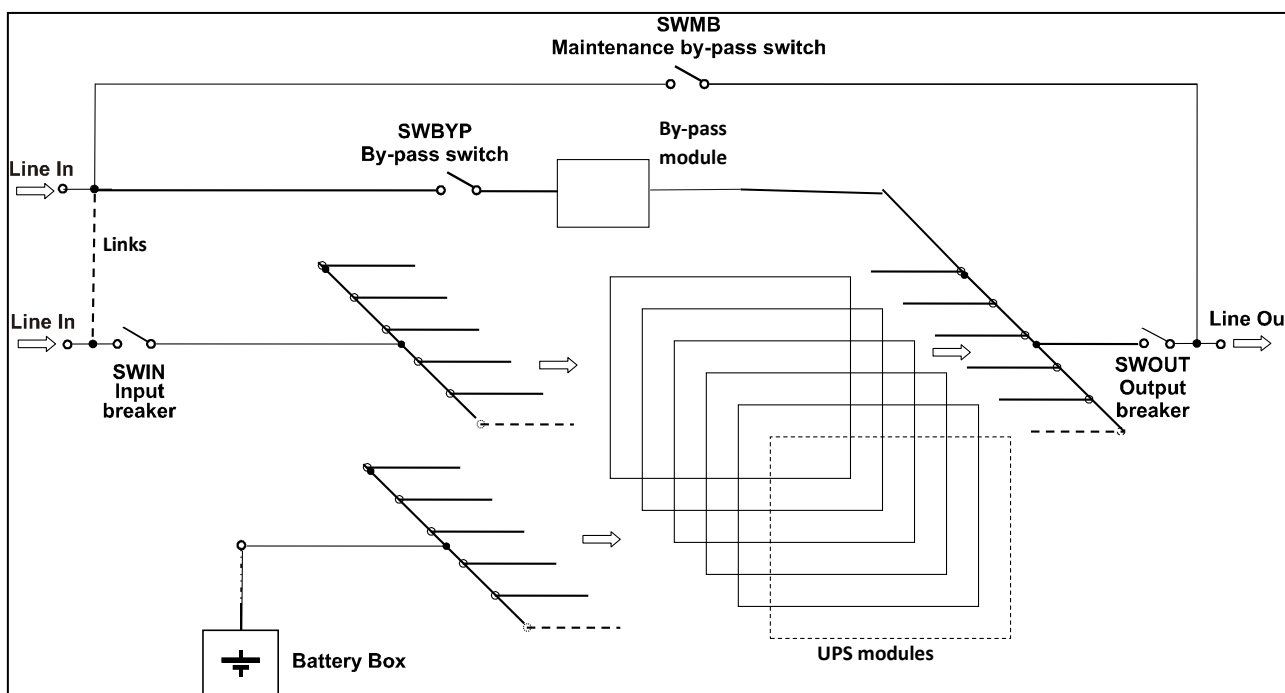 SWMB
Maintenance by-pass switch
SWBYP
By-pass switch
By-pass
module
Line In
Links
Line In
SWIN
Input
breaker
Line Ou
SWOUT
Output
breaker
Battery Box
UPS modules